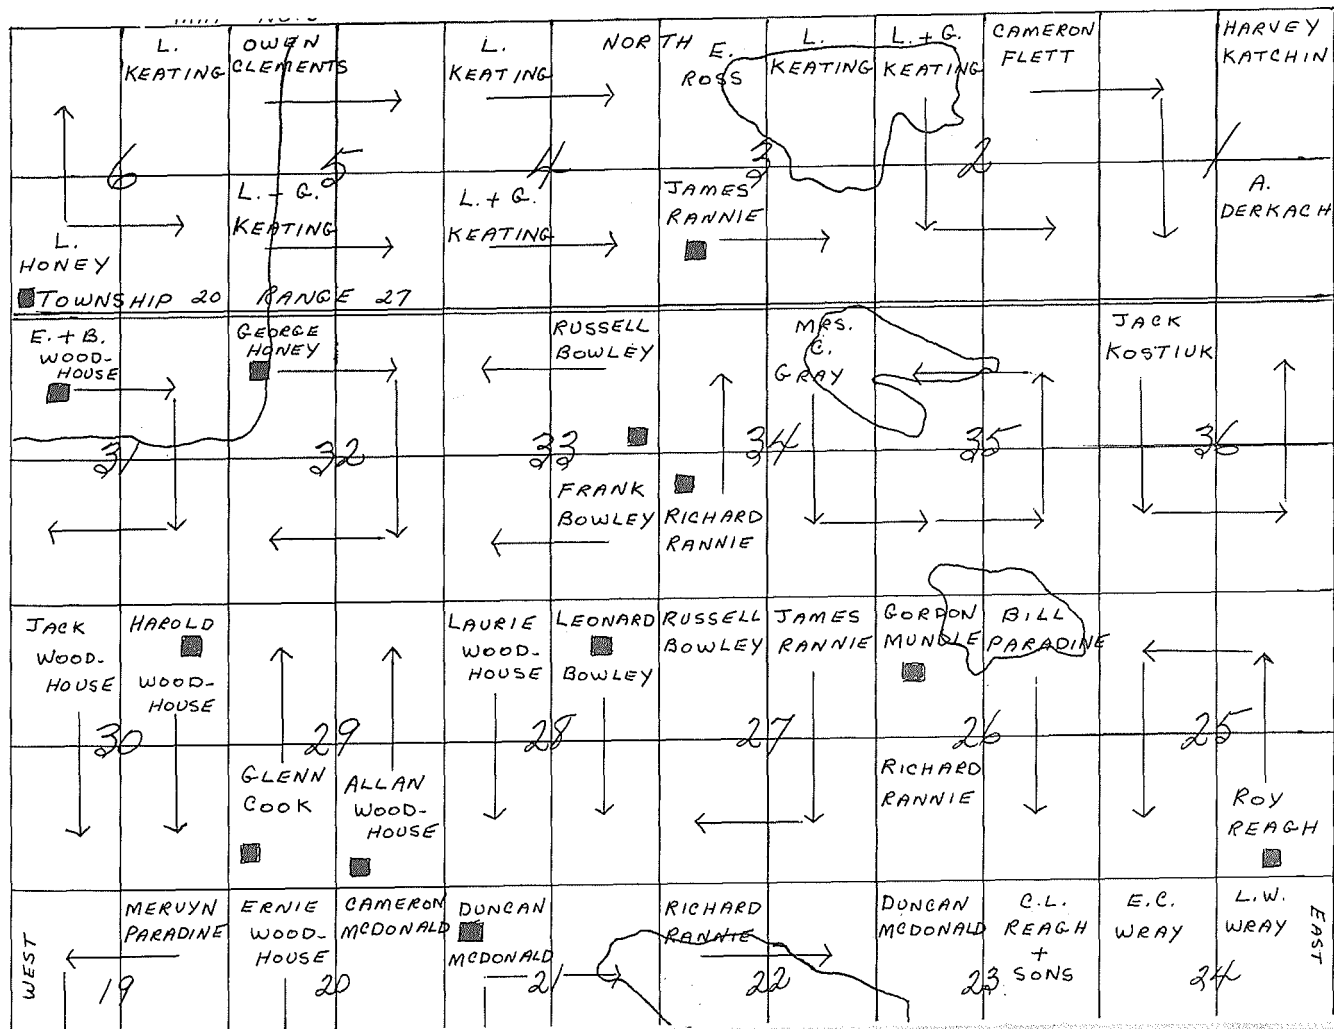 L.
KEATING
OWEN
CLEMENTS
L.
KEATING
NORTH
E.
ROSS
L.
KEATING
L. + G.
KEATING
CAMERON
FLETT
HARVEY
KATCHIN
6
5
4
3
2
1
L.
HONEY
L. - G.
KEATING
L. + G.
KEATING
JAMES
RANNIE
A.
DERKACH
TOWNSHIP 20 RANGE 27
E. + B.
WOOD-
HOUSE
GEORGE
HONEY
RUSSELL
BOWLEY
MRS.
C.
GRAY
JACK
KOSTIUK
31
32
33
34
35
36
FRANK
BOWLEY
RICHARD
RANNIE
JACK
WOOD-
HOUSE
HAROLD
WOOD-
HOUSE
LAURIE
WOOD-
HOUSE
LEONARD
BOWLEY
RUSSELL
BOWLEY
JAMES
RANNIE
GORDON
MUNDLE
BILL
PARADINE
30
29
28
27
26
25
GLENN
COOK
ALLAN
WOOD-
HOUSE
RICHARD
RANNIE
ROY
REAGH
WEST
MERVYN
PARADINE
ERNIE
WOOD-
HOUSE
CAMERON
MCDONALD
DUNCAN
MCDONALD
RICHARD
RANNIE
DUNCAN
MCDONALD
C.L.
REAGH
+
SONS
E.C.
WRAY
L.W.
WRAY
EAST
19
20
21
22
23
24